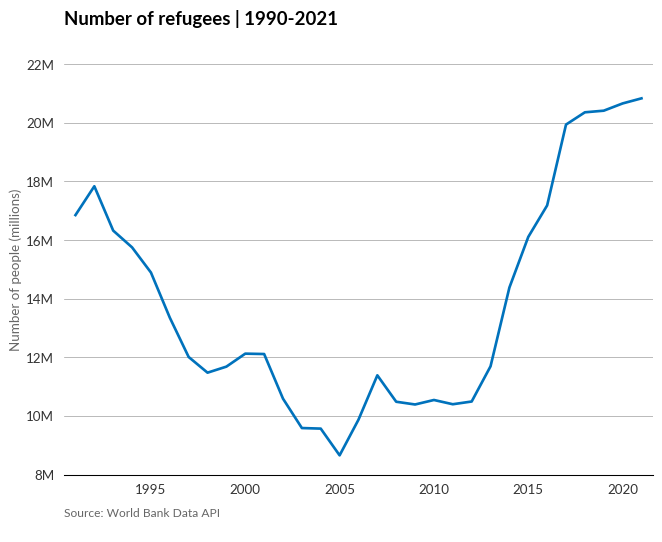 Number of refugees | 1990-2021
Number of people (millions)
22M
20M
18M
16M
14M
12M
10M
8M
1995 2000 2005 2010 2015 2020
Source: World Bank Data API